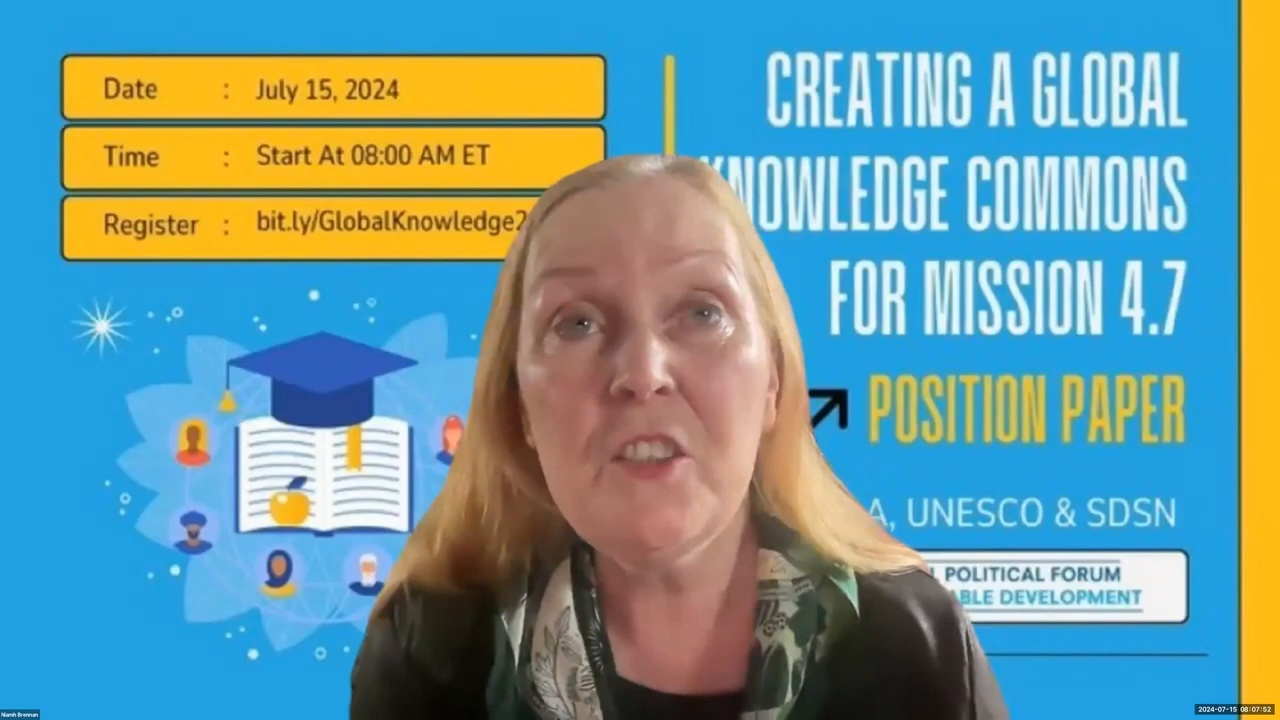 Date : July 15, 2024
Time : Start At 08:00 AM ET
Register : bit.ly/GlobalKnowledge2
CREATING A GLOBAL
KNOWLEDGE COMMONS
FOR MISSION 4.7
POSITION PAPER
A, UNESCO & SDSN
POLITICAL FORUM
ABLE DEVELOPMENT
Niamh Brennan
2024-07-15 08:07:52